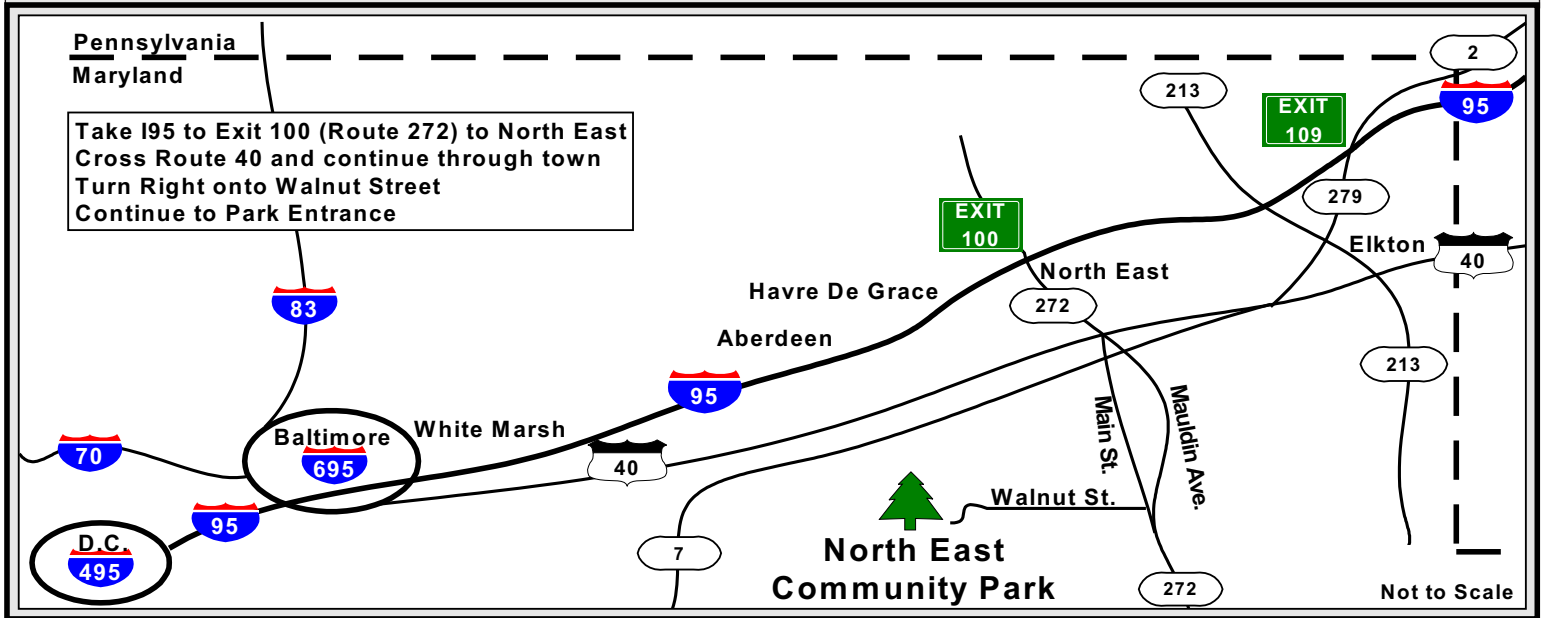 Pennsylvania
Maryland
Take I95 to Exit 100 (Route 272) to North East
Cross Route 40 and continue through town
Turn Right onto Walnut Street
Continue to Park Entrance
2
95
213
EXIT
109
279
EXIT
100
Elkton
40
North East
272
Havre De Grace
83
Aberdeen
213
95
Main St.
Mauldin Ave.
White Marsh
Baltimore
695
70
40
Walnut St.
95
D.C.
495
7
North East
Community Park
272
Not to Scale